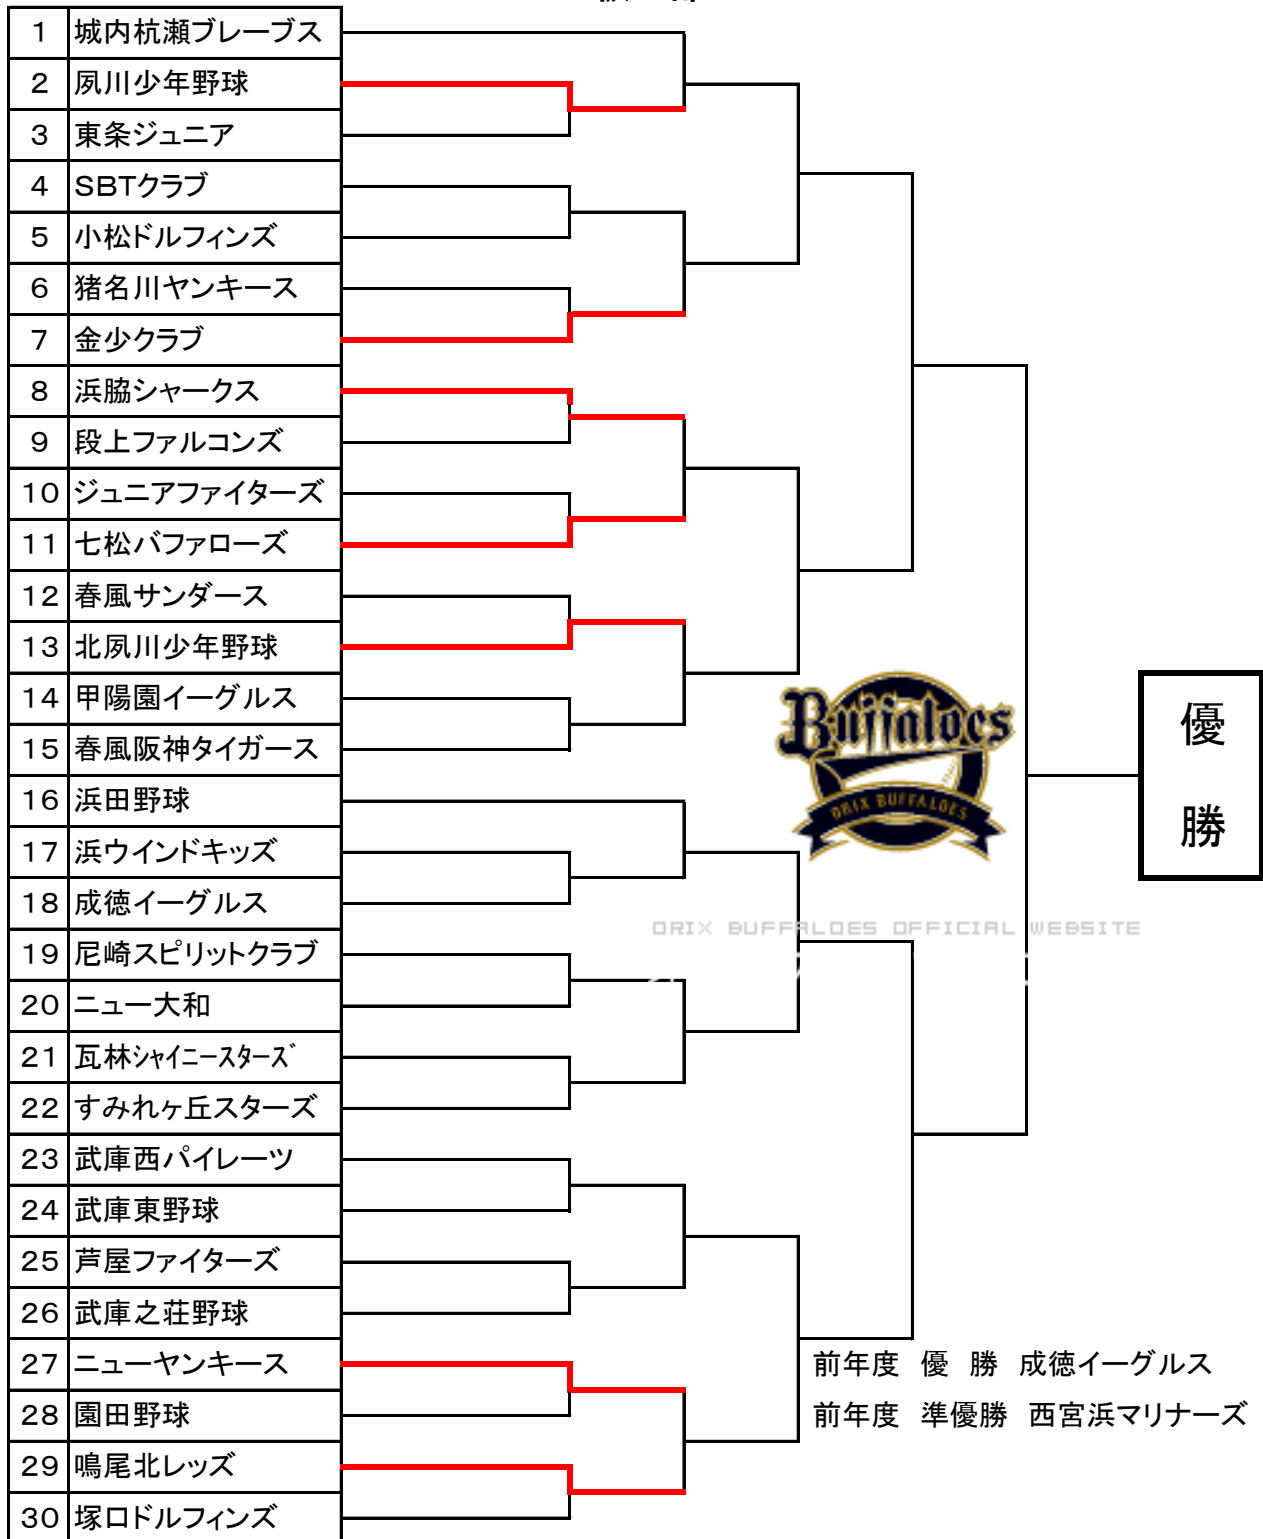 1 城内杭瀬ブレーブス
2 夙川少年野球
3 東条ジュニア
4 SBTクラブ
5 小松ドルフィンズ
6 猪名川ヤンキース
7 金少クラブ
8 浜脇シャークス
9 段上ファルコンズ
10 ジュニアファイターズ
11 七松バファローズ
12 春風サンダース
13 北夙川少年野球
14 甲陽園イーグルス
15 春風阪神タイガース
16 浜田野球
17 浜ウインドキッズ
18 成徳イーグルス
19 尼崎スピリットクラブ
20 ニュー大和
21 瓦林ｼｬｲﾆｰｽﾀｰｽﾞ
22 すみれヶ丘スターズ
23 武庫西パイレーツ
24 武庫東野球
25 芦屋ファイターズ
26 武庫之荘野球
27 ニューヤンキース
28 園田野球
29 鳴尾北レッズ
30 塚口ドルフィンズ
Buffaloes
ORIX BUFFALOES
ORIX BUFFALOES OFFICIAL WEBSITE
優
勝
前年度 優 勝 成徳イーグルス
前年度 準優勝 西宮浜マリナーズ